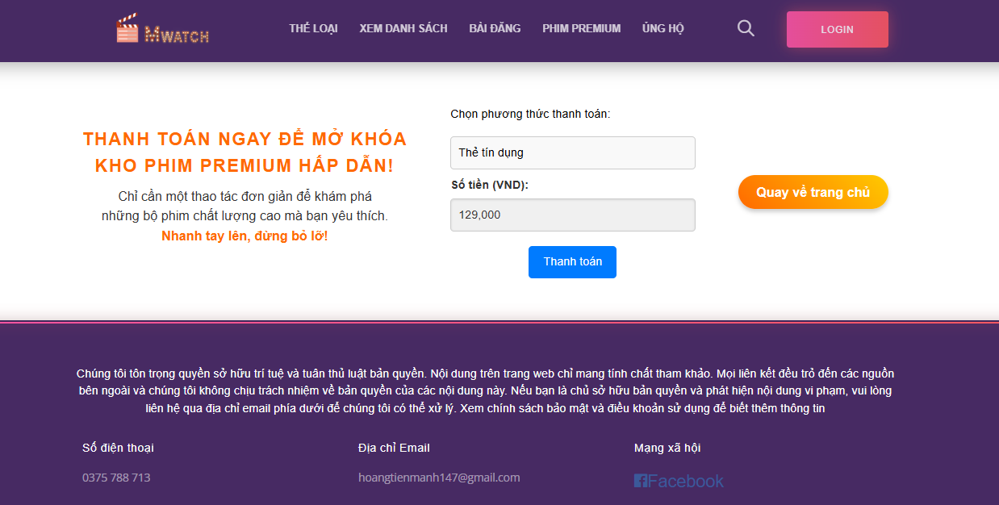 MWATCH
THỂ LOẠI
XEM DANH SÁCH
BÀI ĐĂNG
PHIM PREMIUM
ỦNG HỘ
LOGIN
THANH TOÁN NGAY ĐỂ MỞ KHÓA
KHO PHIM PREMIUM HẤP DẪN!
Chỉ cần một thao tác đơn giản để khám phá
những bộ phim chất lượng cao mà bạn yêu thích.
Nhanh tay lên, đừng bỏ lỡ!
Chọn phương thức thanh toán:
Thẻ tín dụng
Số tiền (VND):
129,000
Thanh toán
Quay về trang chủ
Chúng tôi tôn trọng quyền sở hữu trí tuệ và tuân thủ luật bản quyền. Nội dung trên trang web chỉ mang tính chất tham khảo. Mọi liên kết đều trỏ đến các nguồn
bên ngoài và chúng tôi không chịu trách nhiệm về bản quyền của các nội dung này. Nếu bạn là chủ sở hữu bản quyền và phát hiện nội dung vi phạm, vui lòng
liên hệ qua địa chỉ email phía dưới để chúng tôi có thể xử lý. Xem chính sách bảo mật và điều khoản sử dụng để biết thêm thông tin
Số điện thoại
0375 788 713
Địa chỉ Email
hoangtienmanh147@gmail.com
Mạng xã hội
Facebook